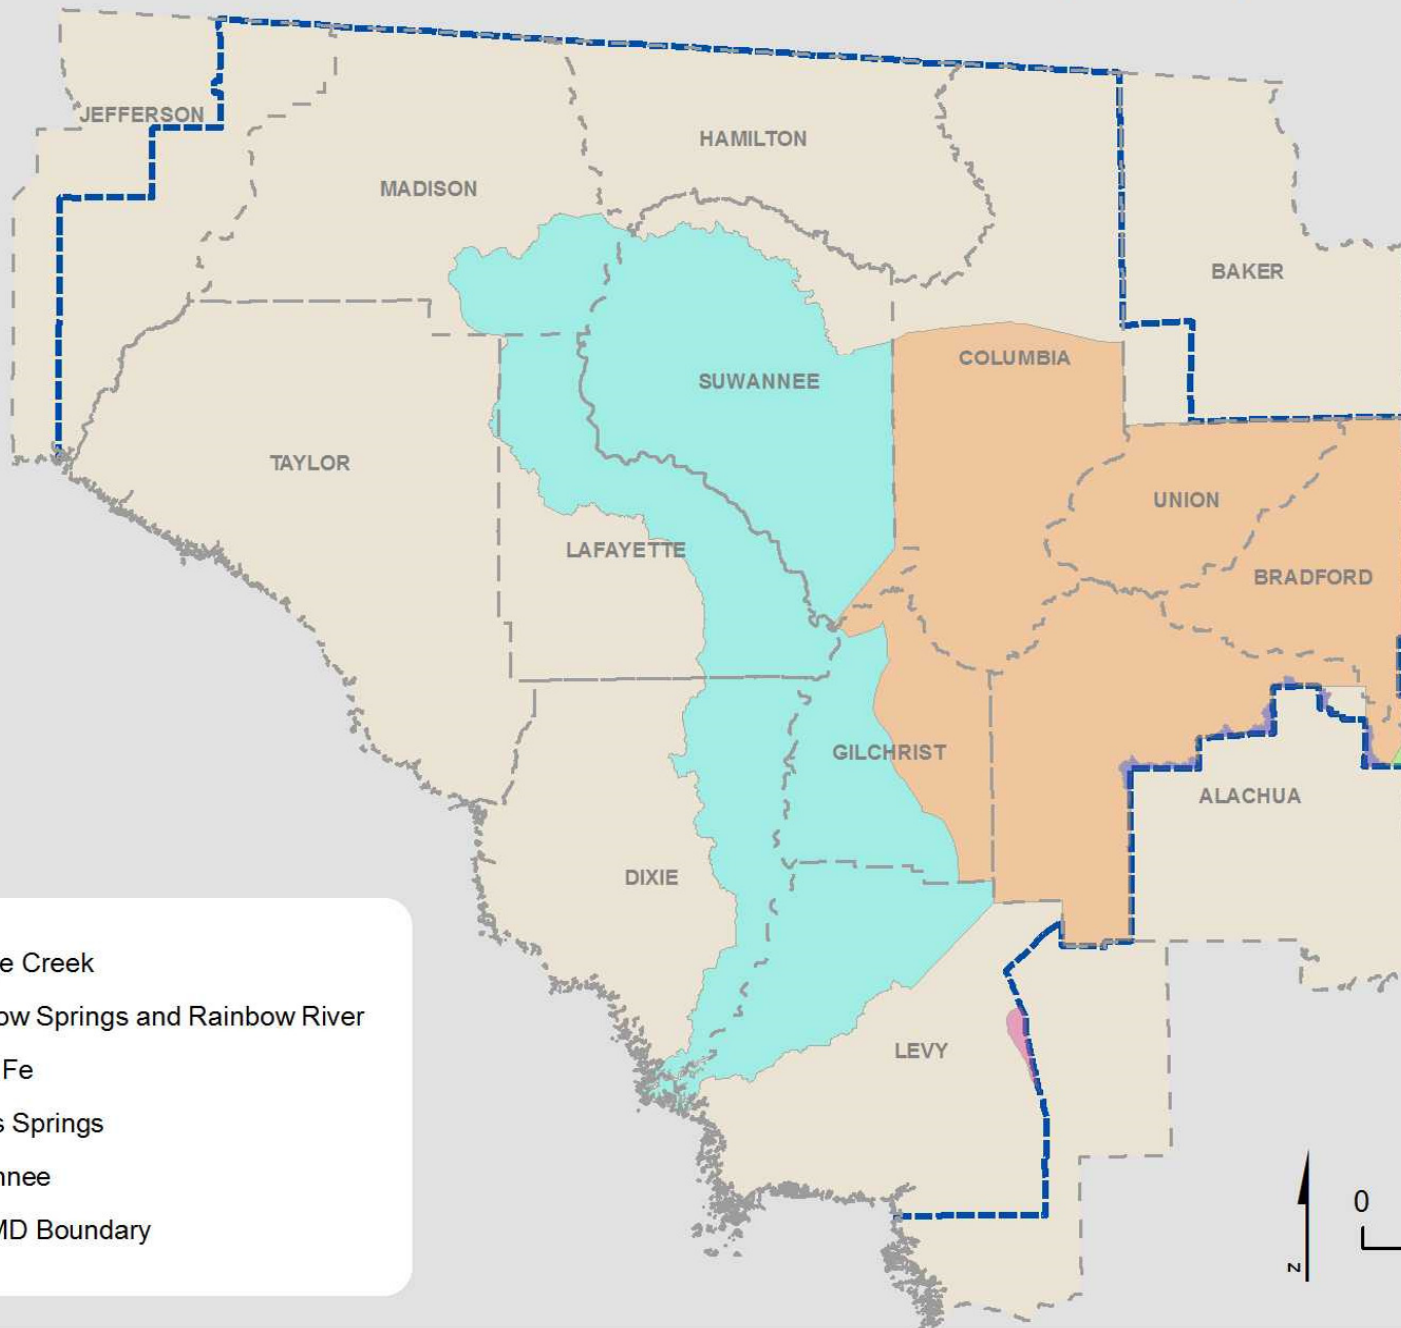 JEFFERSON
HAMILTON
MADISON
BAKER
COLUMBIA
SUWANNEE
TAYLOR
UNION
LAFAYETTE
BRADFORD
GILCHRIST
ALACHUA
DIXIE
LEVY
e Creek
ow Springs and Rainbow River
Fe
s Springs
nnee
MD Boundary
0
N